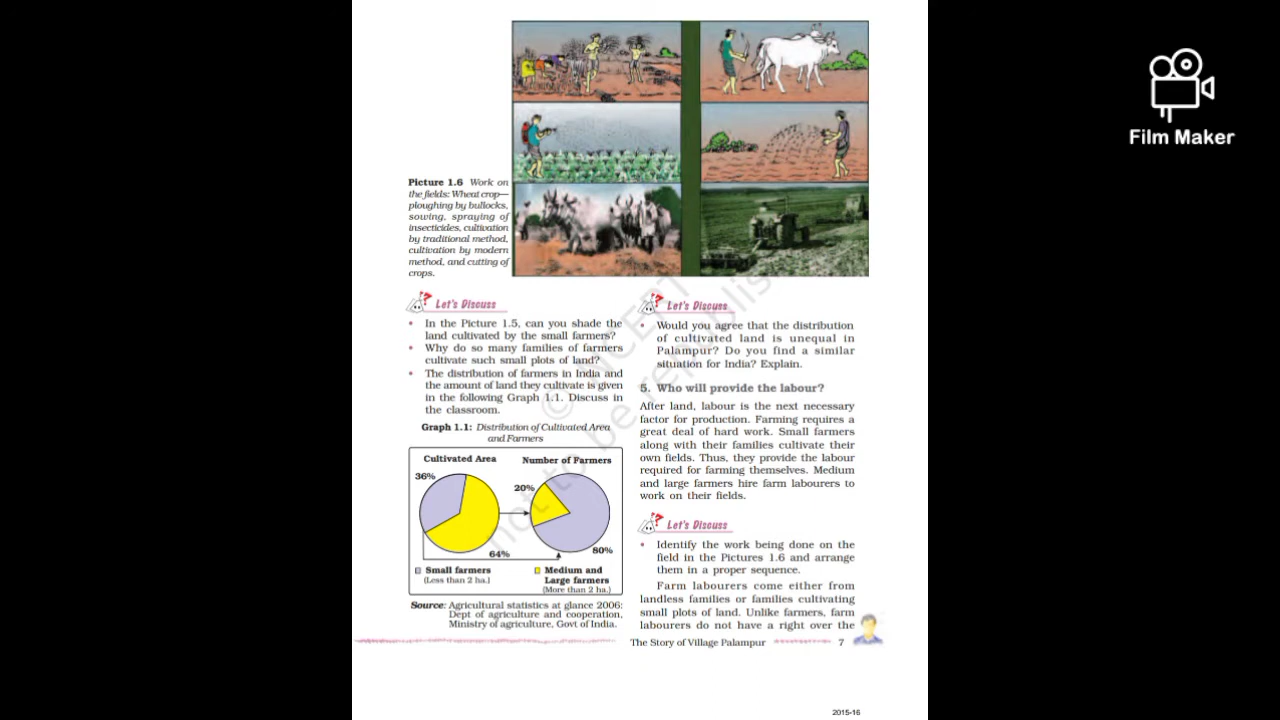 Film Maker
Picture 1.6 Work on
the fields: Wheat crop—
ploughing by bullocks,
sowing, spraying of
insecticides, cultivation
by traditional method,
cultivation by modern
method, and cutting of
crops.
Let's Discuss
• In the Picture 1.5, can you shade the
land cultivated by the small farmers?
• Why do so many families of farmers
cultivate such small plots of land?
• The distribution of farmers in India and
the amount of land they cultivate is given
in the following Graph 1.1. Discuss in
the classroom.
Graph 1.1: Distribution of Cultivated Area
and Farmers
Cultivated Area
Number of Farmers
36%
20%
64%
80%
Small farmers
(Less than 2 ha.)
Medium and
Large farmers
(More than 2 ha.)
Source: Agricultural statistics at glance 2006:
Dept of agriculture and cooperation,
Ministry of agriculture, Govt of India.
Let's Discuss
• Would you agree that the distribution
of cultivated land is unequal in
Palampur? Do you find a similar
situation for India? Explain.
5. Who will provide the labour?
After land, labour is the next necessary
factor for production. Farming requires a
great deal of hard work. Small farmers
along with their families cultivate their
own fields. Thus, they provide the labour
required for farming themselves. Medium
and large farmers hire farm labourers to
work on their fields.
Let's Discuss
• Identify the work being done on the
field in the Pictures 1.6 and arrange
them in a proper sequence.
Farm labourers come either from
landless families or families cultivating
small plots of land. Unlike farmers, farm
labourers do not have a right over the
© NCERT
not to be republis
The Story of Village Palampur 7
2015-16